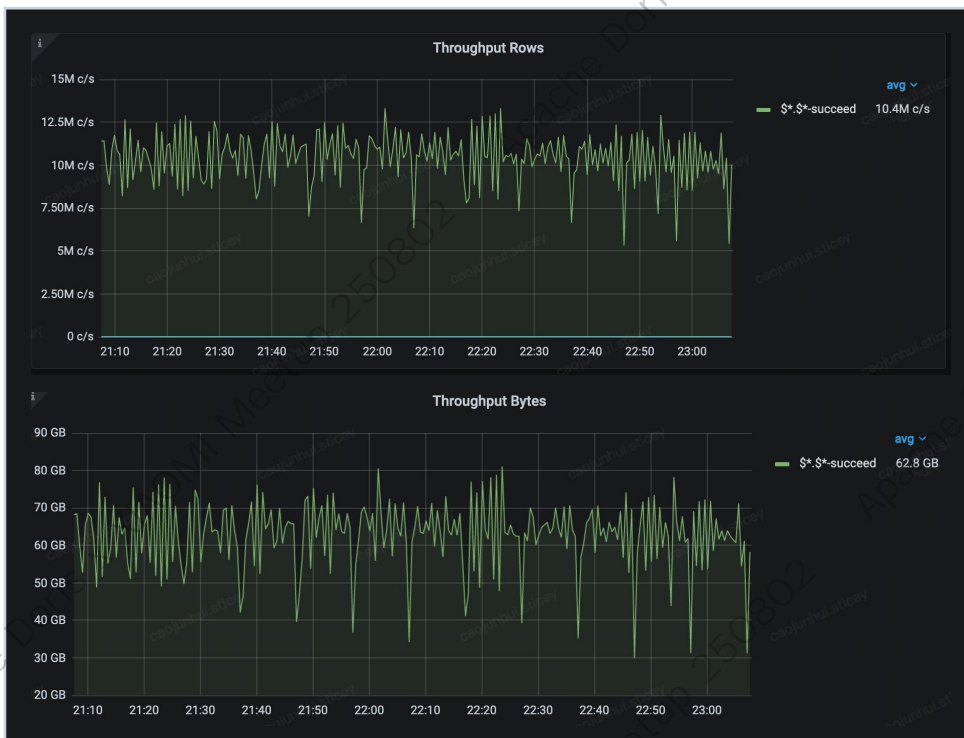 Throughput Rows
15M c/s
12.5M c/s
10M c/s
7.50M c/s
5M c/s
2.50M c/s
0 c/s
21:10 21:20 21:30 21:40 21:50 22:00 22:10 22:20 22:30 22:40 22:50 23:00
avg
$*.$*-succeed 10.4M c/s
Throughput Bytes
90 GB
80 GB
70 GB
60 GB
50 GB
40 GB
30 GB
20 GB
21:10 21:20 21:30 21:40 21:50 22:00 22:10 22:20 22:30 22:40 22:50 23:00
avg
$*.$*-succeed 62.8 GB
caojunhui.sticey